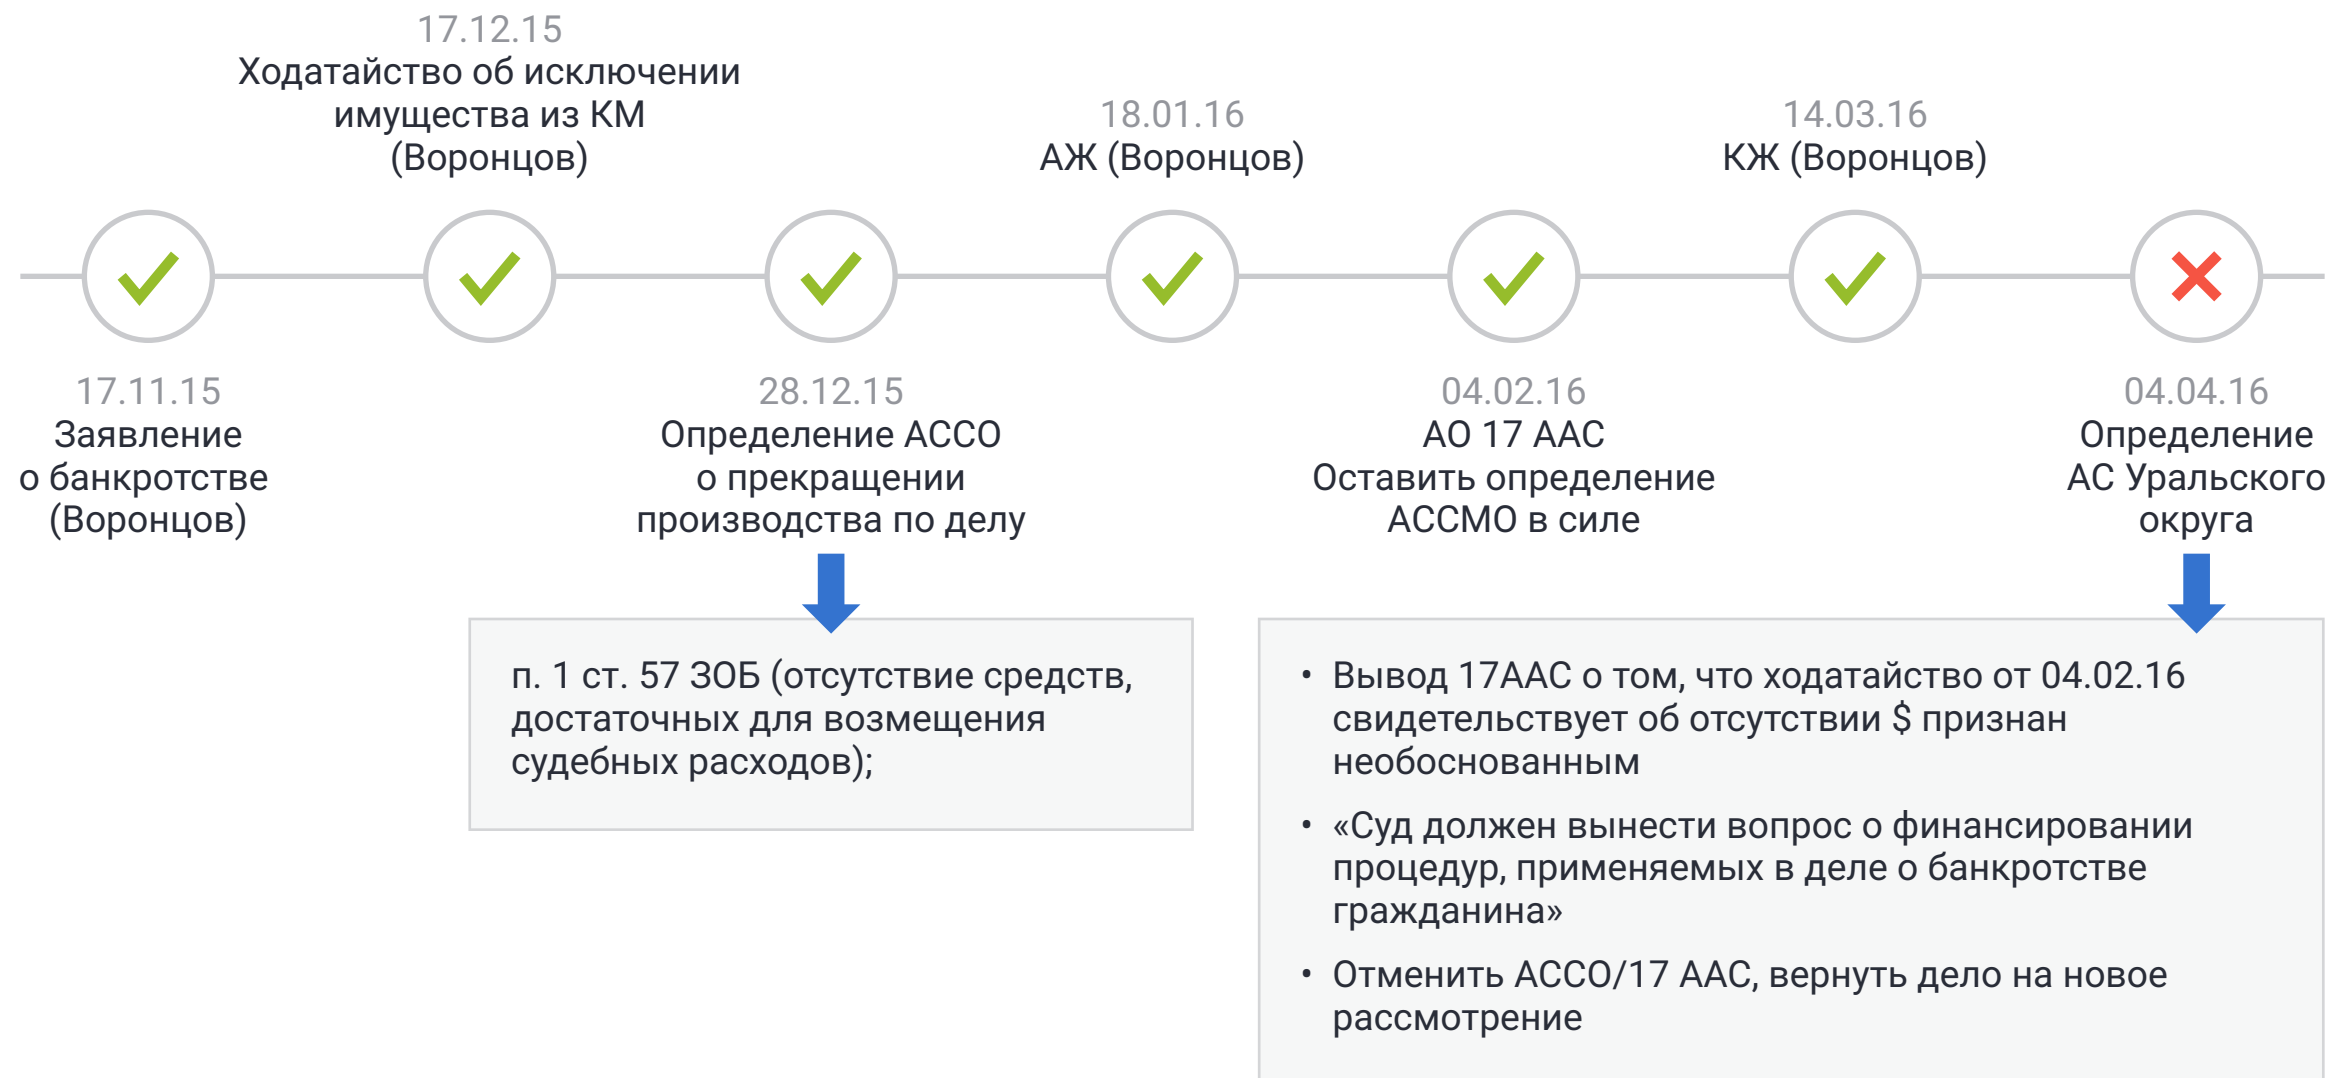 17.12.15
Ходатайство об исключении
имущества из КМ
(Воронцов)
18.01.16
АЖ (Воронцов)
14.03.16
КЖ (Воронцов)
17.11.15
Заявление
о банкротстве
(Воронцов)
28.12.15
Определение АССО
о прекращении
производства по делу
04.02.16
АО 17 ААС
Оставить определение
АССМО в силе
04.04.16
Определение
АС Уральского
округа
п. 1 ст. 57 ЗОБ (отсутствие средств,
достаточных для возмещения
судебных расходов);
• Вывод 17ААС о том, что ходатайство от 04.02.16
свидетельствует об отсутствии $ признан
необоснованным
• «Суд должен вынести вопрос о финансировании
процедур, применяемых в деле о банкротстве
гражданина»
• Отменить АССО/17 ААС, вернуть дело на новое
рассмотрение